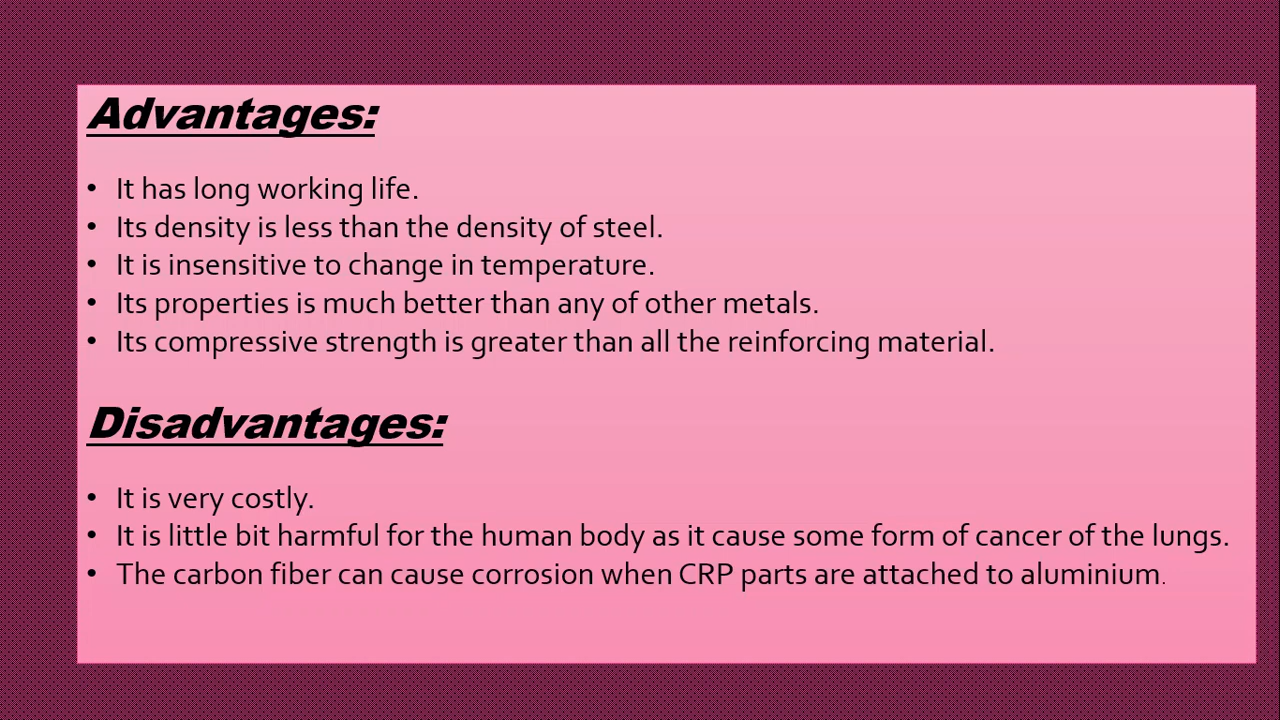 Advantages:
• It has long working life.
• Its density is less than the density of steel.
• It is insensitive to change in temperature.
• Its properties is much better than any of other metals.
• Its compressive strength is greater than all the reinforcing material.
Disadvantages:
• It is very costly.
• It is little bit harmful for the human body as it cause some form of cancer of the lungs.
• The carbon fiber can cause corrosion when CRP parts are attached to aluminium.